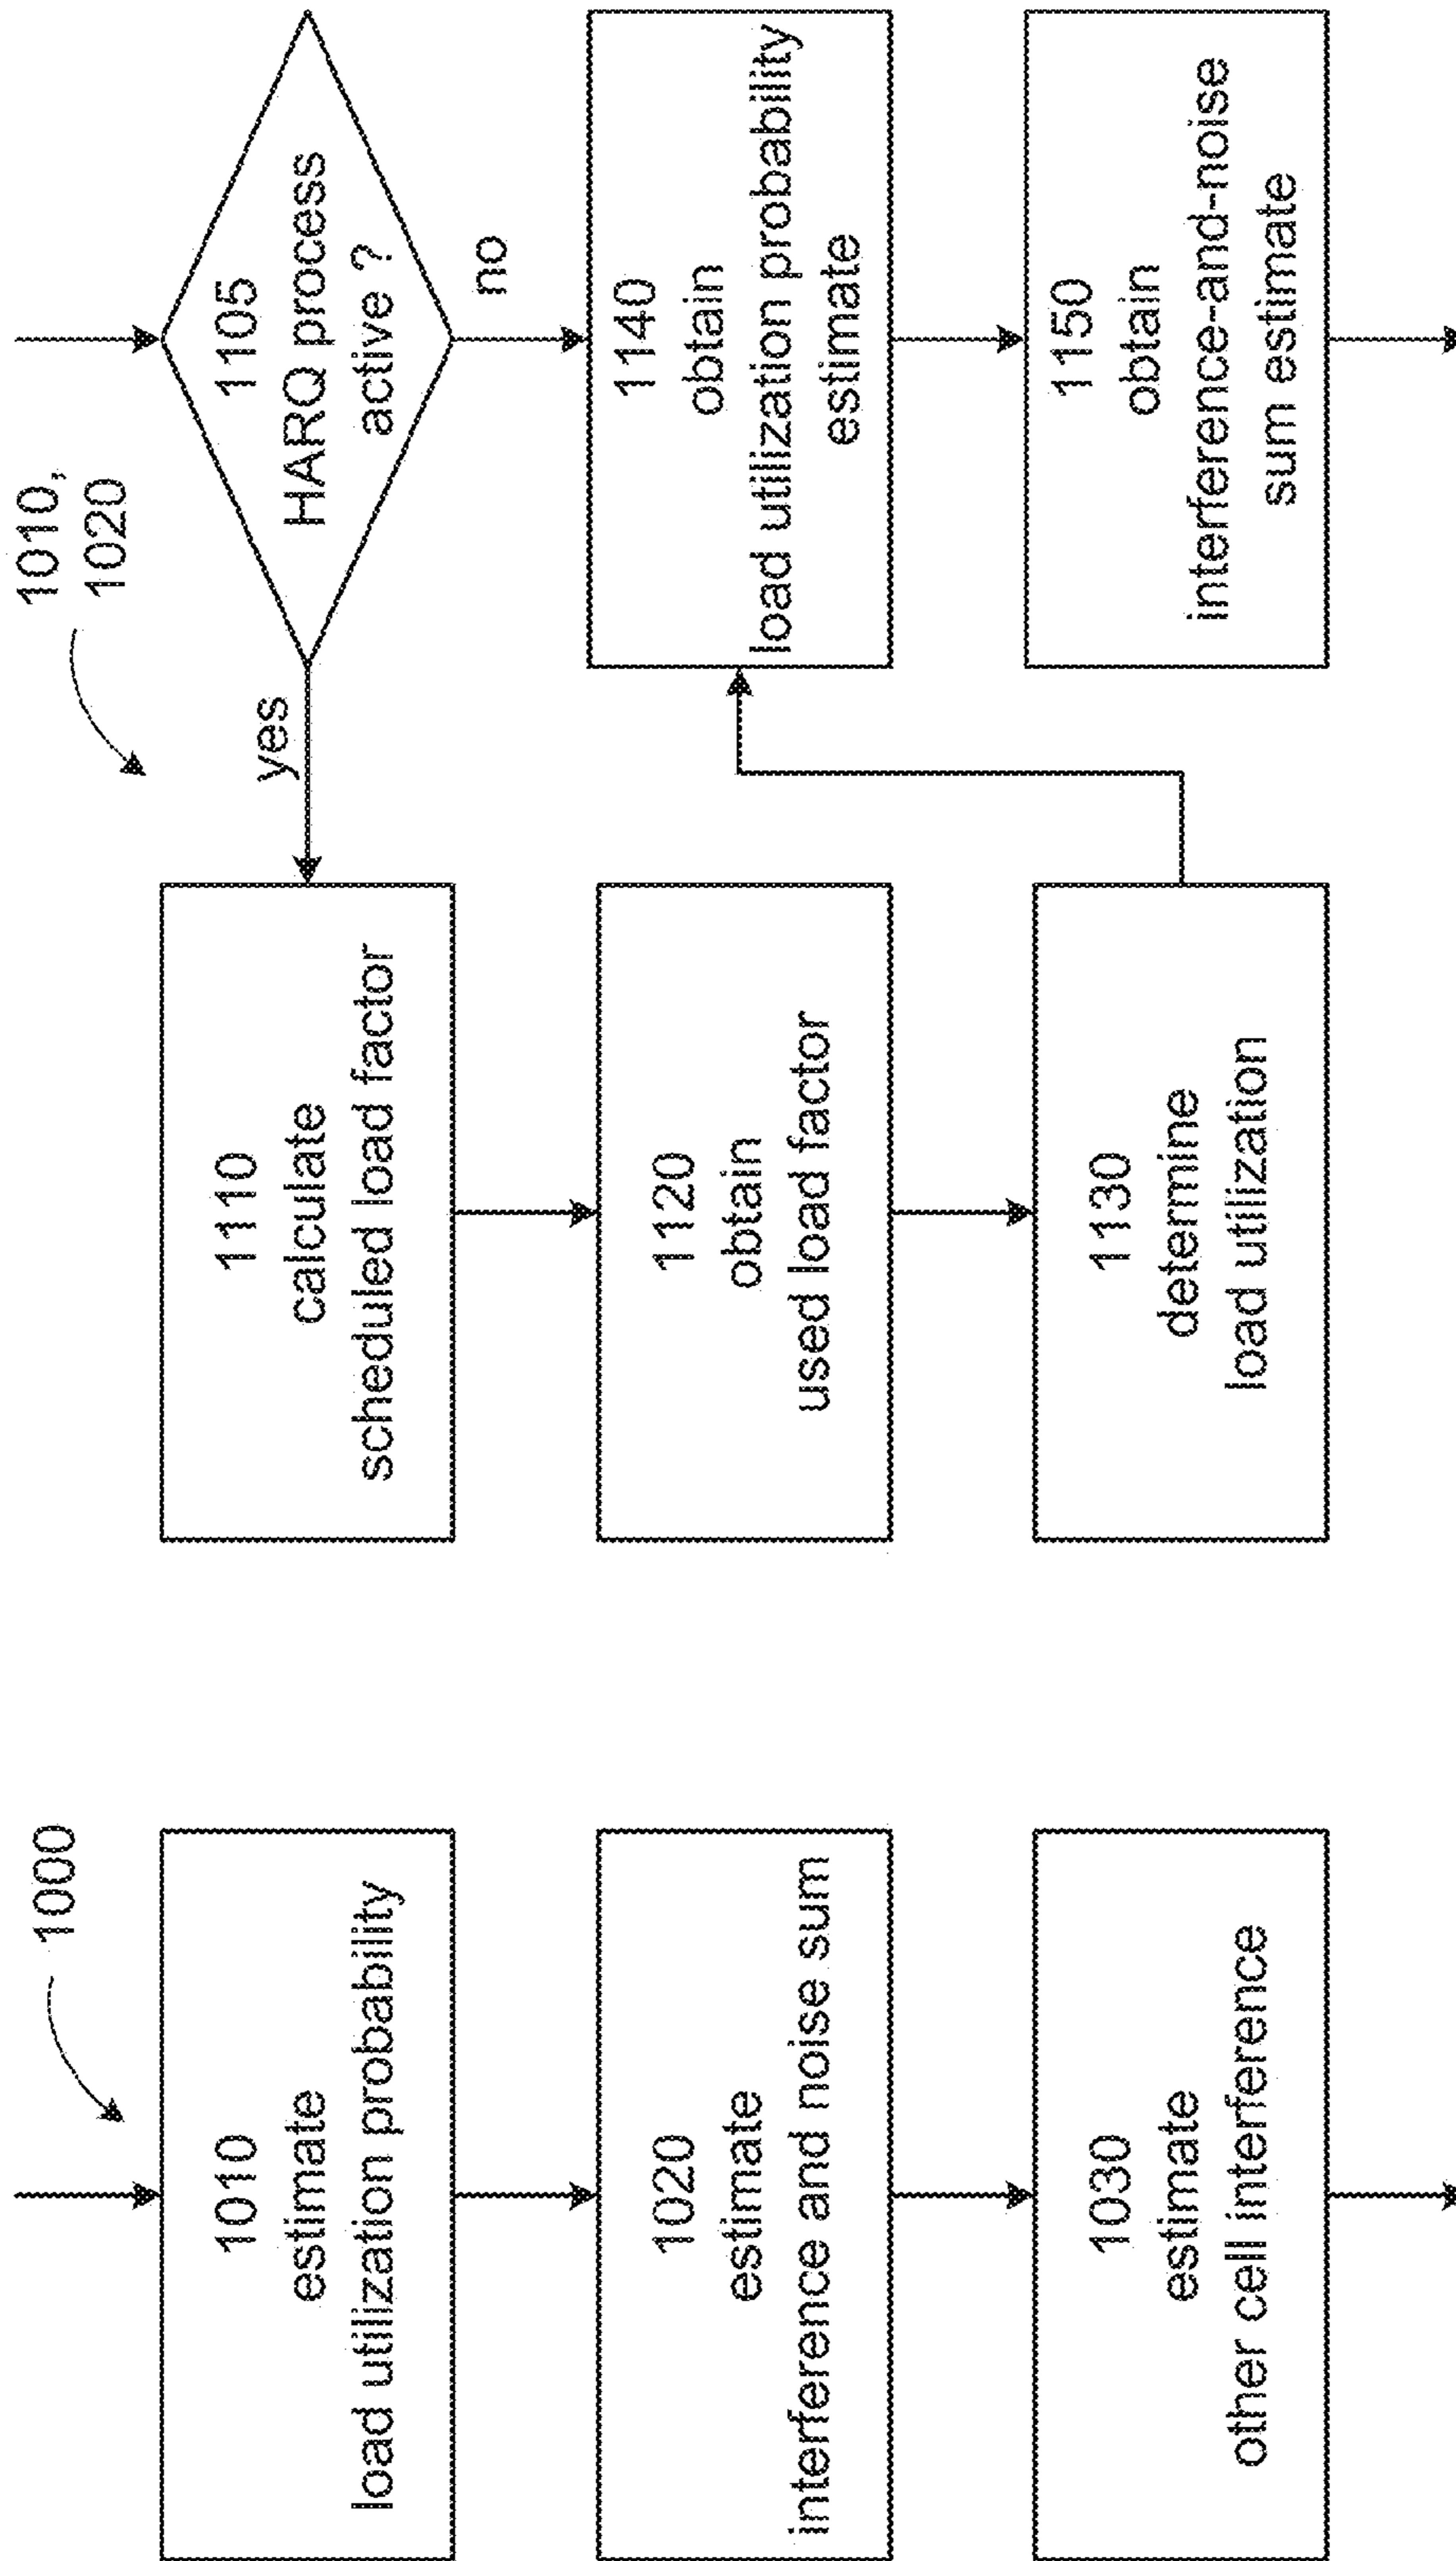 1000
1010
estimate
load utilization probability
1020
estimate
interference and noise sum
1030
estimate
other cell interference
1010,
1020
1105
HARQ process
active ?
yes
no
1110
calculate
scheduled load factor
1120
obtain
used load factor
1130
determine
load utilization
1140
obtain
load utilization probability
estimate
1150
obtain
interference-and-noise
sum estimate